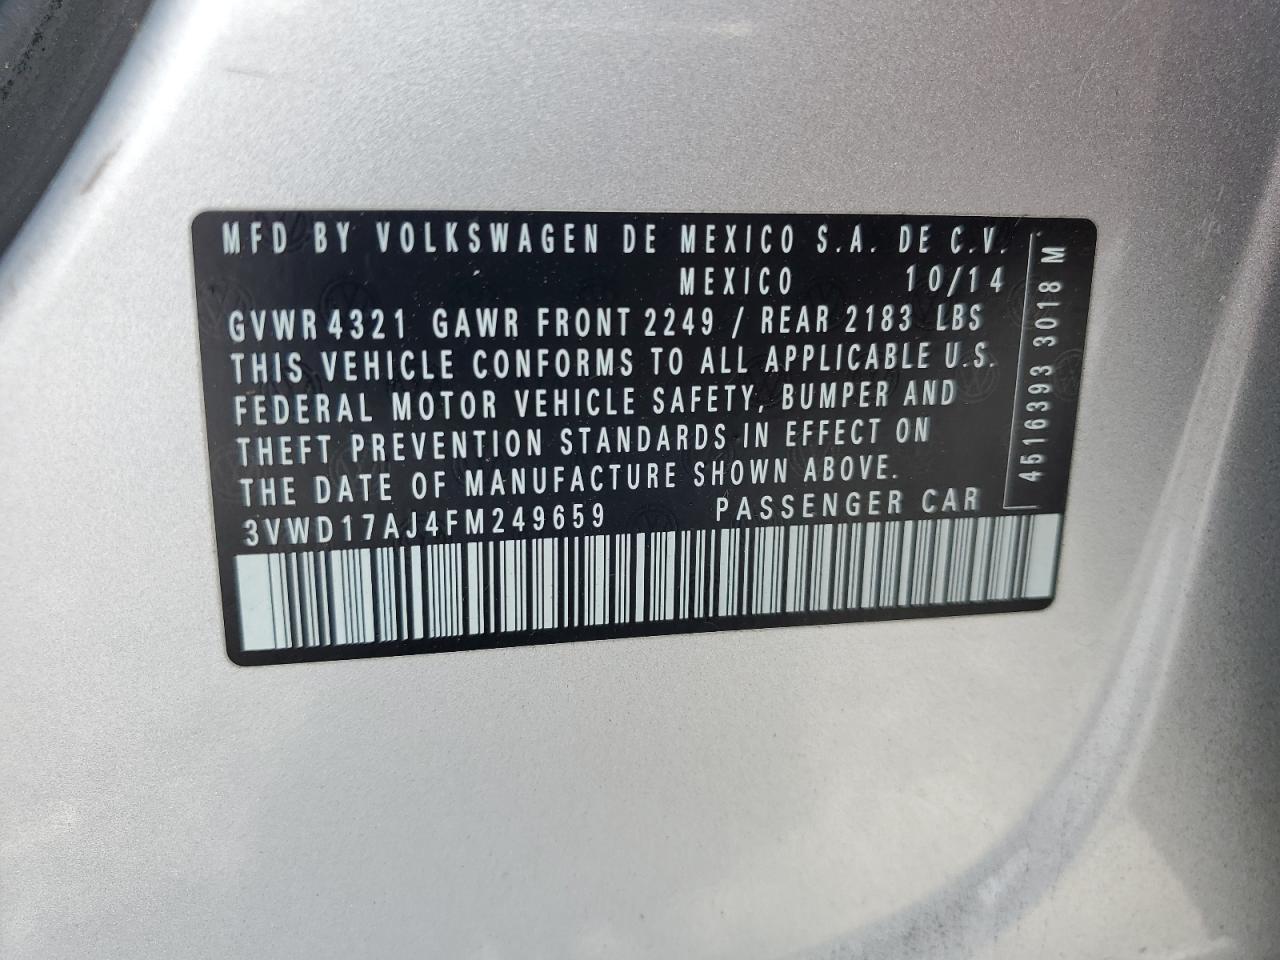 MFD BY VOLKSWAGEN DE MEXICO S.A. DE C.V.
MEXICO 10/14
GVWR 4321 GAWR FRONT 2249 / REAR 2183 LBS
THIS VEHICLE CONFORMS TO ALL APPLICABLE U.S.
FEDERAL MOTOR VEHICLE SAFETY, BUMPER AND
THEFT PREVENTION STANDARDS IN EFFECT ON
THE DATE OF MANUFACTURE SHOWN ABOVE.
3VWD17AJ4FM249659 PASSENGER CAR
4516393 3018 M